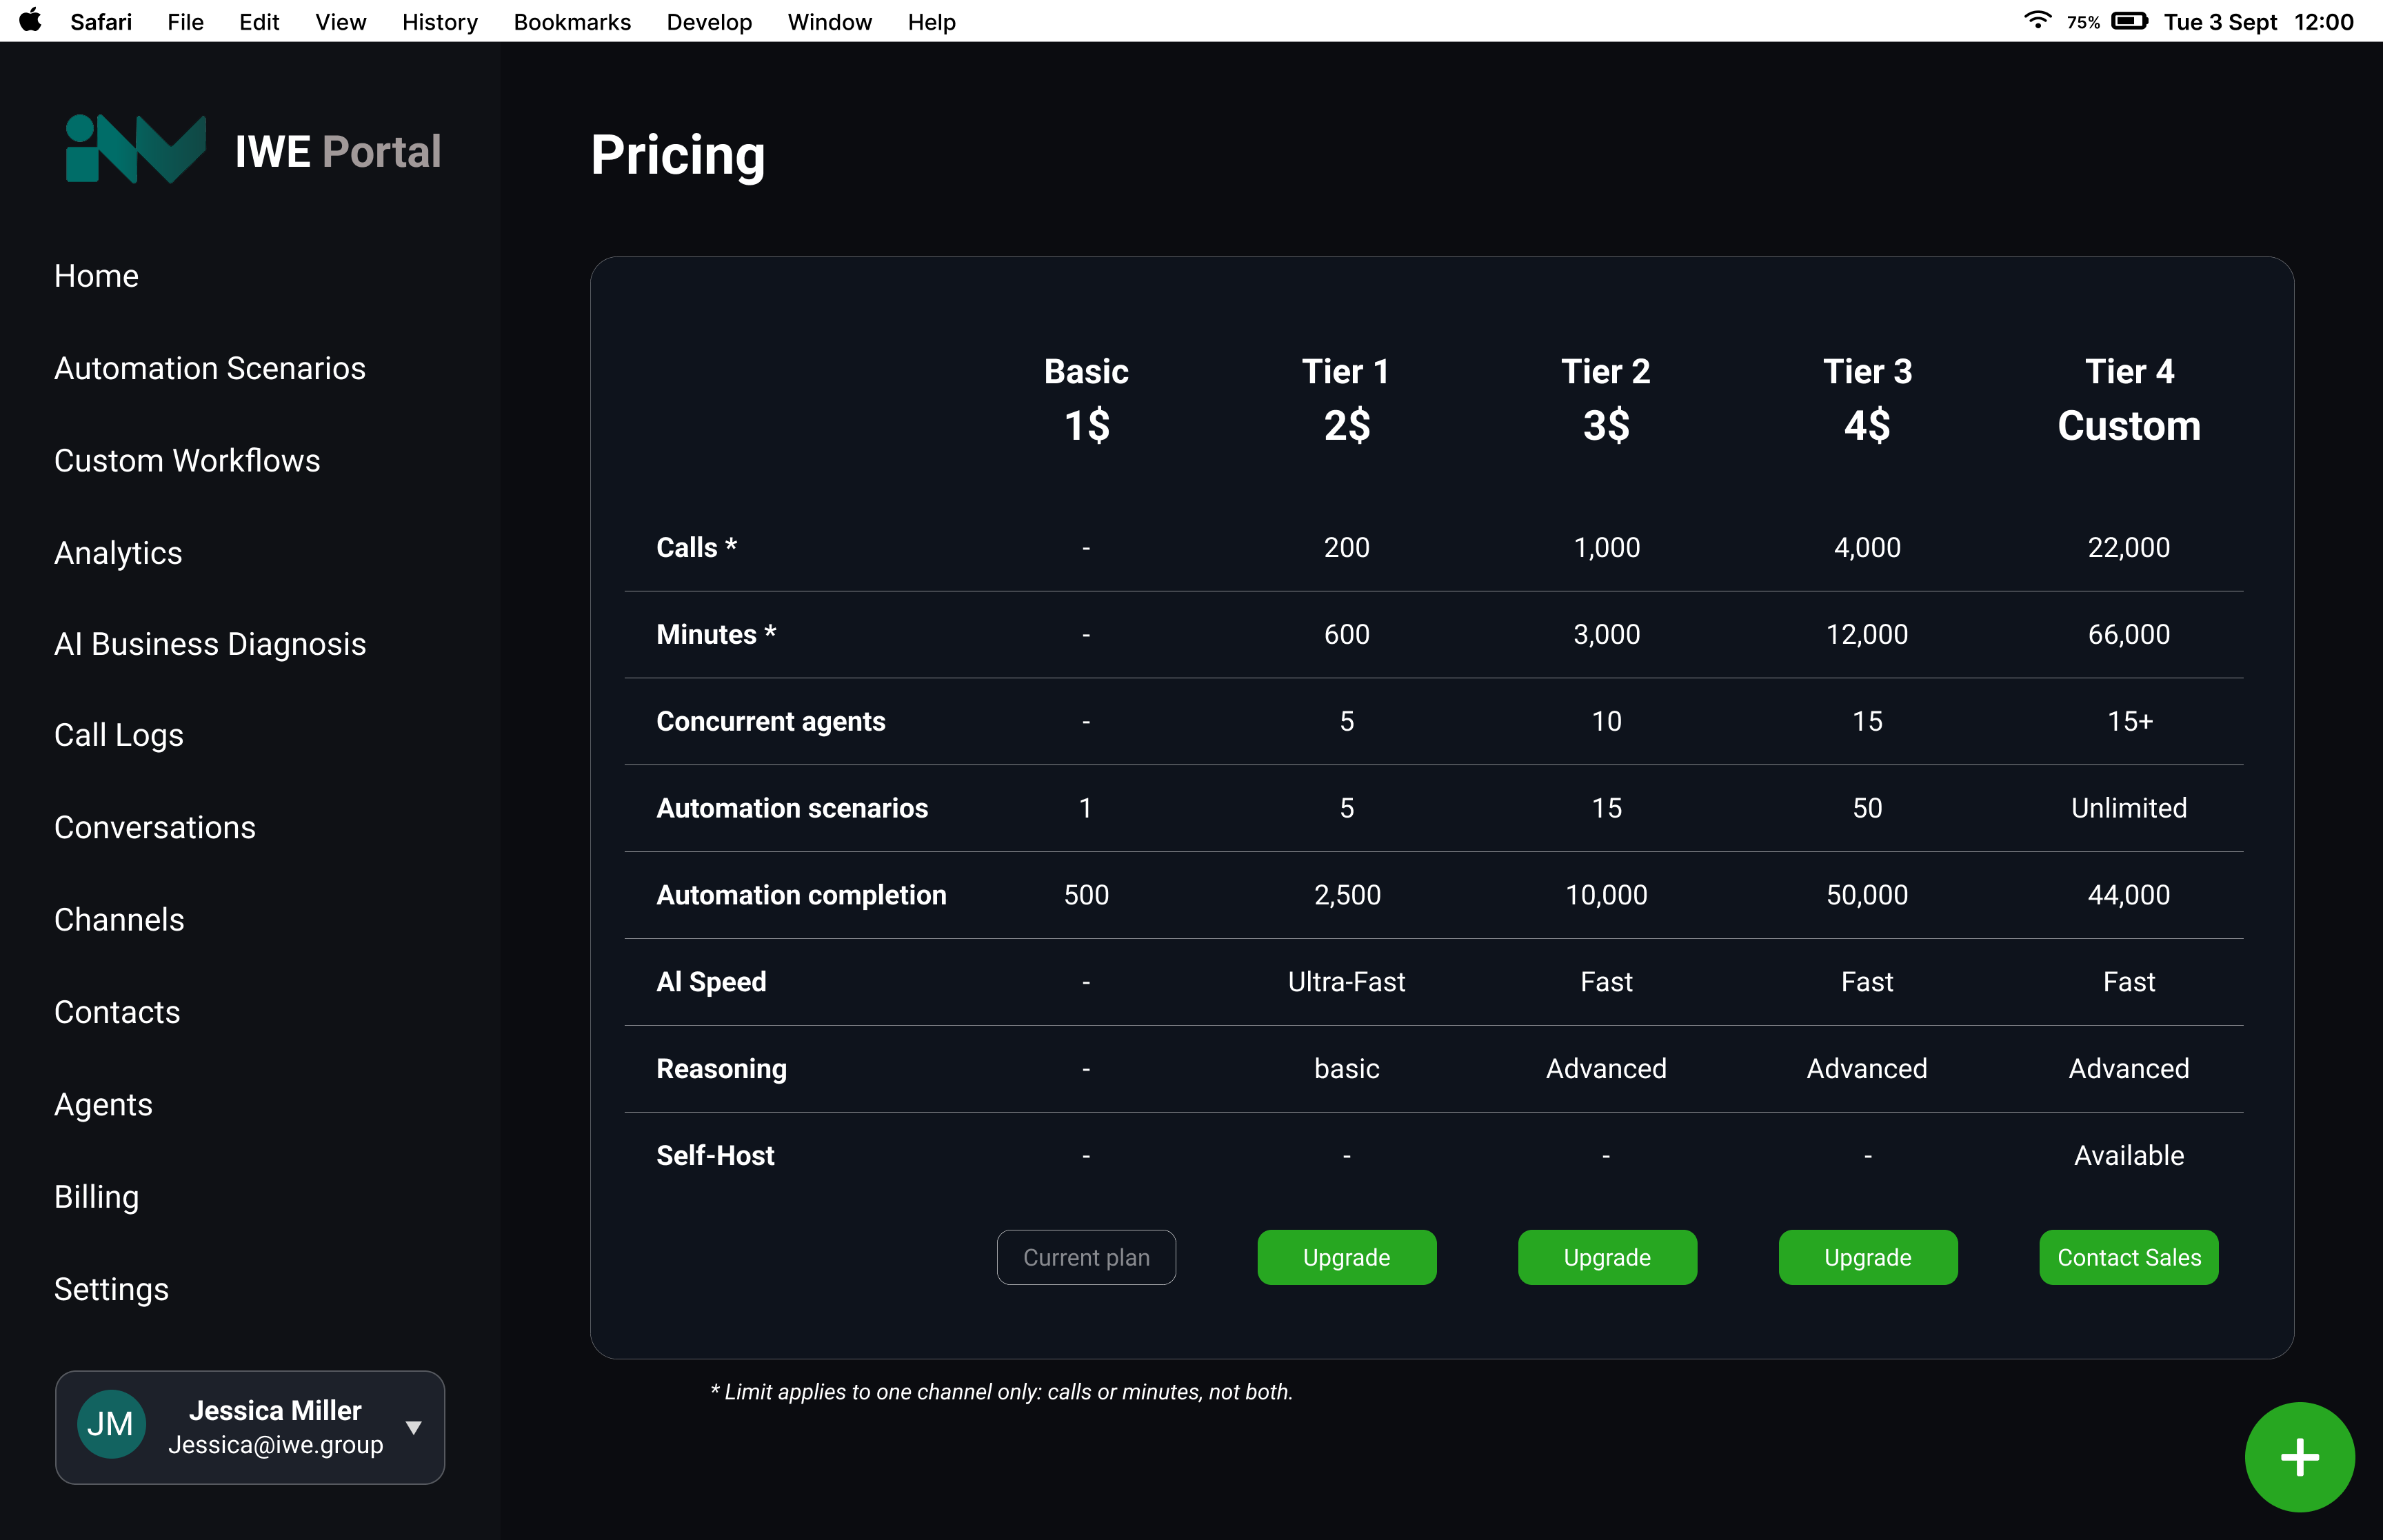 Safari File Edit View History Bookmarks Develop Window Help 75% Tue 3 Sept 12:00
IWE Portal
Home
Automation Scenarios
Custom Workflows
Analytics
AI Business Diagnosis
Call Logs
Conversations
Channels
Contacts
Agents
Billing
Settings
JM
Jessica Miller
Jessica@iwe.group
Pricing
Basic Tier 1 Tier 2 Tier 3 Tier 4
1$ 2$ 3$ 4$ Custom
Calls * - 200 1,000 4,000 22,000
Minutes * - 600 3,000 12,000 66,000
Concurrent agents - 5 10 15 15+
Automation scenarios 1 5 15 50 Unlimited
Automation completion 500 2,500 10,000 50,000 44,000
AI Speed - Ultra-Fast Fast Fast Fast
Reasoning - basic Advanced Advanced Advanced
Self-Host - - - - Available
Current plan Upgrade Upgrade Upgrade Contact Sales
* Limit applies to one channel only: calls or minutes, not both.